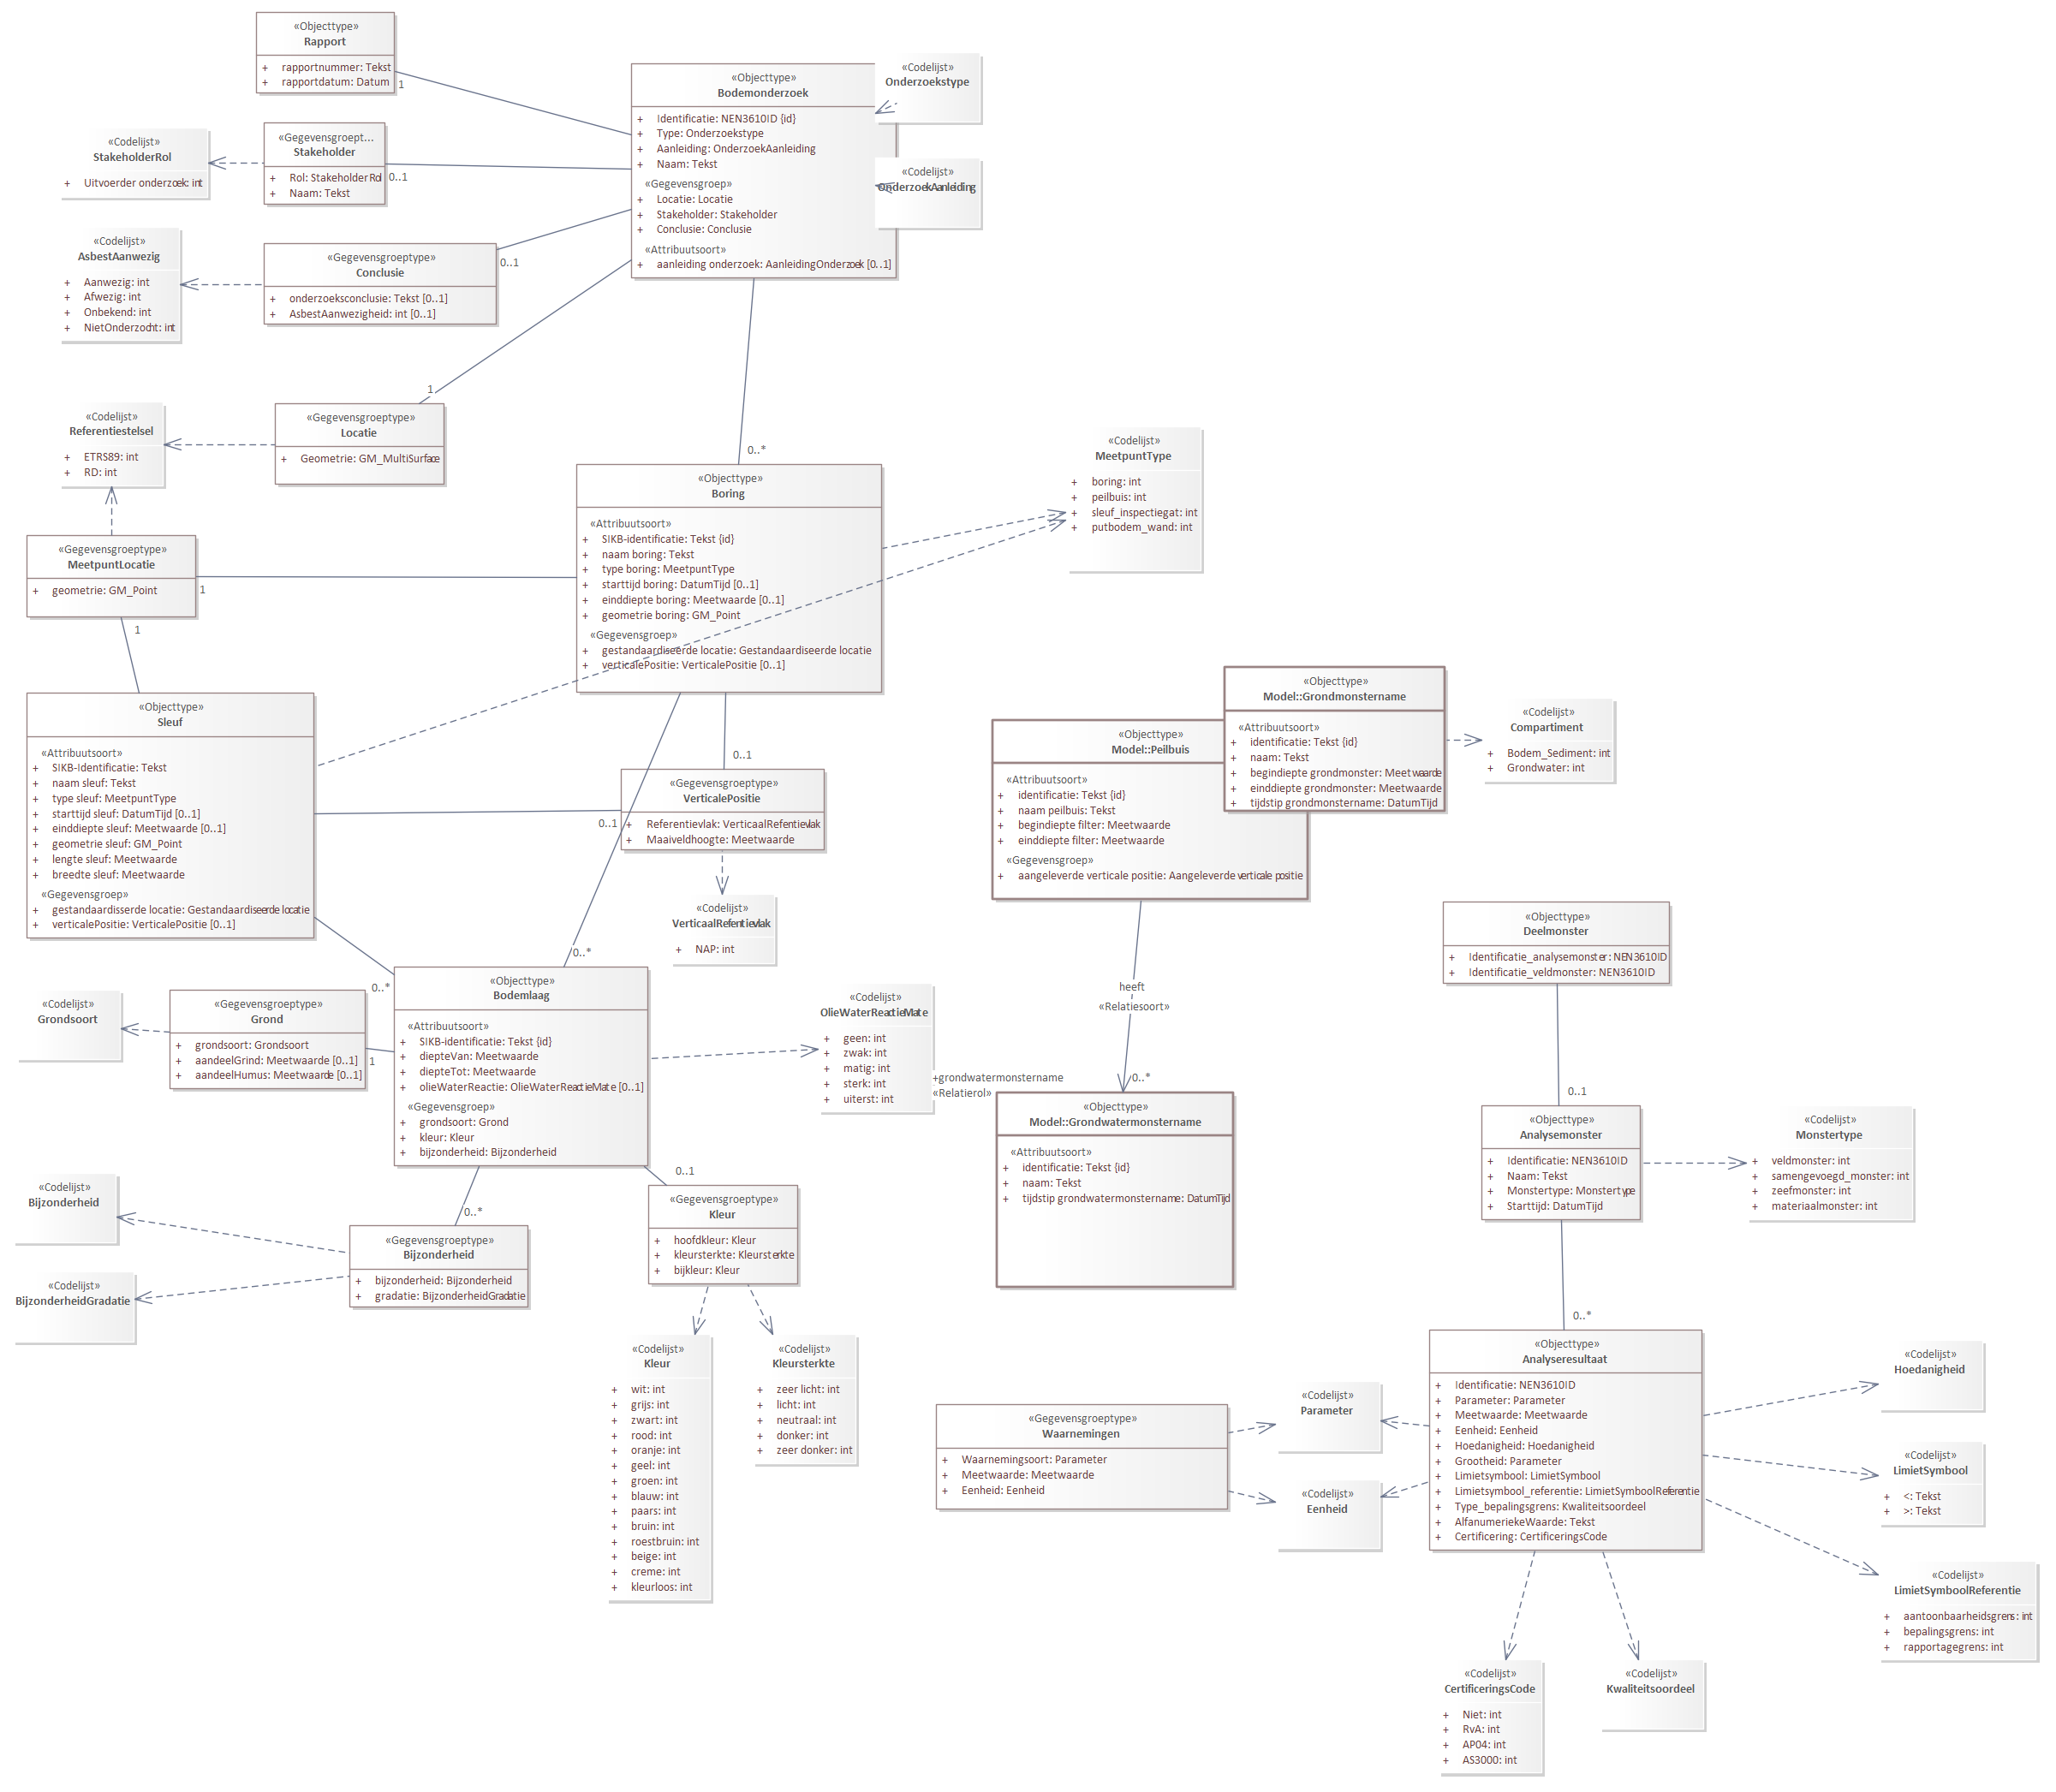 «Objecttype»
Rapport
+ rapportnummer: Tekst
+ rapportdatum: Datum
1
«Objecttype»
Bodemonderzoek
+ Identificatie: NEN3610ID {id}
+ Type: Onderzoekstype
+ Aanleiding: OnderzoekAanleiding
+ Naam: Tekst
«Gegevensgroep»
+ Locatie: Locatie
+ Stakeholder: Stakeholder
+ Conclusie: Conclusie
«Attribuutsoort»
+ aanleiding onderzoek: AanleidingOnderzoek [0..1]
«Codelijst»
Onderzoekstype
«Codelijst»
OnderzoekAanleiding
«Codelijst»
StakeholderRol
+ Uitvoerder onderzoek: int
«Gegevensgroept...
Stakeholder
+ Rol: StakeholderRol
+ Naam: Tekst
0..1
«Codelijst»
AsbestAanwezig
+ Aanwezig: int
+ Afwezig: int
+ Onbekend: int
+ NietOnderzocht: int
«Gegevensgroeptype»
Conclusie
+ onderzoeksconclusie: Tekst [0..1]
+ AsbestAanwezigheid: int [0..1]
0..1
«Codelijst»
Referentiestelsel
+ ETRS89: int
+ RD: int
1
«Gegevensgroeptype»
Locatie
+ Geometrie: GM_MultiSurface
0..*
«Objecttype»
Boring
«Attribuutsoort»
+ SIKB-identificatie: Tekst {id}
+ naam boring: Tekst
+ type boring: MeetpuntType
+ starttijd boring: DatumTijd [0..1]
+ einddiepte boring: Meetwaarde [0..1]
+ geometrie boring: GM_Point
«Gegevensgroep»
+ gestandaardiseerde locatie: Gestandaardiseerde locatie
+ verticalePositie: VerticalePositie [0..1]
«Codelijst»
MeetpuntType
+ boring: int
+ peilbuis: int
+ sleuf_inspectiegat: int
+ putbodem_wand: int
«Gegevensgroeptype»
MeetpuntLocatie
+ geometrie: GM_Point
1
1
«Objecttype»
Sleuf
«Attribuutsoort»
+ SIKB-Identificatie: Tekst
+ naam sleuf: Tekst
+ type sleuf: MeetpuntType
+ starttijd sleuf: DatumTijd [0..1]
+ einddiepte sleuf: Meetwaarde [0..1]
+ geometrie sleuf: GM_Point
+ lengte sleuf: Meetwaarde
+ breedte sleuf: Meetwaarde
«Gegevensgroep»
+ gestandaardisserde locatie: Gestandaardiseerde locatie
+ verticalePositie: VerticalePositie [0..1]
0..1
«Gegevensgroeptype»
VerticalePositie
+ Referentievlak: VerticaalRefentievlak
+ Maaiveldhoogte: Meetwaarde
0..1
«Codelijst»
VerticaalRefentievlak
+ NAP: int
«Objecttype»
Model::Peilbuis
«Attribuutsoort»
+ identificatie: Tekst {id}
+ naam peilbuis: Tekst
+ begindiepte filter: Meetwaarde
+ einddiepte filter: Meetwaarde
«Gegevensgroep»
+ aangeleverde verticale positie: Aangeleverde verticale positie
«Objecttype»
Model::Grondmonstername
«Attribuutsoort»
+ identificatie: Tekst {id}
+ naam: Tekst
+ begindiepte grondmonster: Meetwaarde
+ einddiepte grondmonster: Meetwaarde
+ tijdstip grondmonstername: DatumTijd
«Codelijst»
Compartiment
+ Bodem_Sediment: int
+ Grondwater: int
heeft
«Relatiesoort»
0..*
+grondwatermonstername
«Relatierol»
«Objecttype»
Model::Grondwatermonstername
«Attribuutsoort»
+ identificatie: Tekst {id}
+ naam: Tekst
+ tijdstip grondwatermonstername: DatumTijd
«Codelijst»
Grondsoort
«Gegevensgroeptype»
Grond
+ grondsoort: Grondsoort
+ aandeelGrind: Meetwaarde [0..1]
+ aandeelHumus: Meetwaarde [0..1]
1
0..*
0..*
«Objecttype»
Bodemlaag
«Attribuutsoort»
+ SIKB-identificatie: Tekst {id}
+ diepteVan: Meetwaarde
+ diepteTot: Meetwaarde
+ olieWaterReactie: OlieWaterReactieMate [0..1]
«Gegevensgroep»
+ grondsoort: Grond
+ kleur: Kleur
+ bijzonderheid: Bijzonderheid
«Codelijst»
OlieWaterReactieMate
+ geen: int
+ zwak: int
+ matig: int
+ sterk: int
+ uiterst: int
«Codelijst»
Bijzonderheid
«Codelijst»
BijzonderheidGradatie
0..*
«Gegevensgroeptype»
Bijzonderheid
+ bijzonderheid: Bijzonderheid
+ gradatie: BijzonderheidGradatie
0..1
«Gegevensgroeptype»
Kleur
+ hoofdkleur: Kleur
+ kleursterkte: Kleursterkte
+ bijkleur: Kleur
«Codelijst»
Kleur
+ wit: int
+ grijs: int
+ zwart: int
+ rood: int
+ oranje: int
+ geel: int
+ groen: int
+ blauw: int
+ paars: int
+ bruin: int
+ roestbruin: int
+ beige: int
+ creme: int
+ kleurloos: int
«Codelijst»
Kleursterkte
+ zeer licht: int
+ licht: int
+ neutraal: int
+ donker: int
+ zeer donker: int
«Objecttype»
Deelmonster
+ Identificatie_analysemonster: NEN3610ID
+ Identificatie_veldmonster: NEN3610ID
0..1
«Objecttype»
Analysemonster
+ Identificatie: NEN3610ID
+ Naam: Tekst
+ Monstertype: Monstertype
+ Starttijd: DatumTijd
«Codelijst»
Monstertype
+ veldmonster: int
+ samengevoegd_monster: int
+ zeefmonster: int
+ materiaalmonster: int
0..*
«Objecttype»
Analyseresultaat
+ Identificatie: NEN3610ID
+ Parameter: Parameter
+ Meetwaarde: Meetwaarde
+ Eenheid: Eenheid
+ Hoedanigheid: Hoedanigheid
+ Grootheid: Parameter
+ Limietsymbool: LimietSymbool
+ Limietsymbool_referentie: LimietSymboolReferentie
+ Type_bepalingsgrens: Kwaliteitsoordeel
+ AlfanumeriekeWaarde: Tekst
+ Certificering: CertificeringsCode
«Gegevensgroeptype»
Waarnemingen
+ Waarnemingsoort: Parameter
+ Meetwaarde: Meetwaarde
+ Eenheid: Eenheid
«Codelijst»
Parameter
«Codelijst»
Eenheid
«Codelijst»
Hoedanigheid
«Codelijst»
LimietSymbool
+ <: Tekst
+ >: Tekst
«Codelijst»
LimietSymboolReferentie
+ aantoonbaarheidsgrens: int
+ bepalingsgrens: int
+ rapportagegrens: int
«Codelijst»
CertificeringsCode
+ Niet: int
+ RvA: int
+ AP04: int
+ AS3000: int
«Codelijst»
Kwaliteitsoordeel